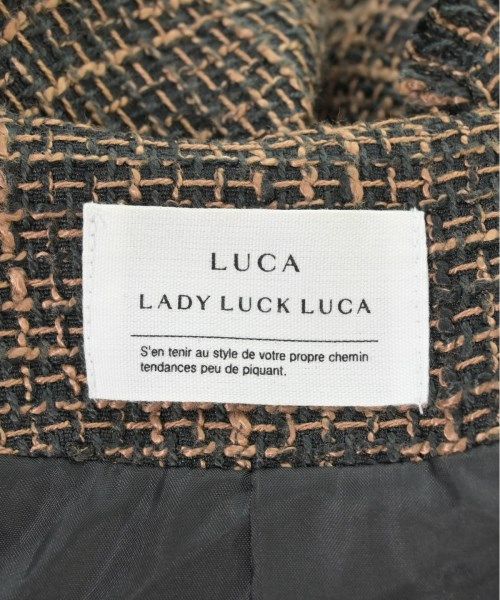 LUCA
LADY LUCK LUCA
S'en tenir au style de votre propre chemin
tendances peu de piquant.